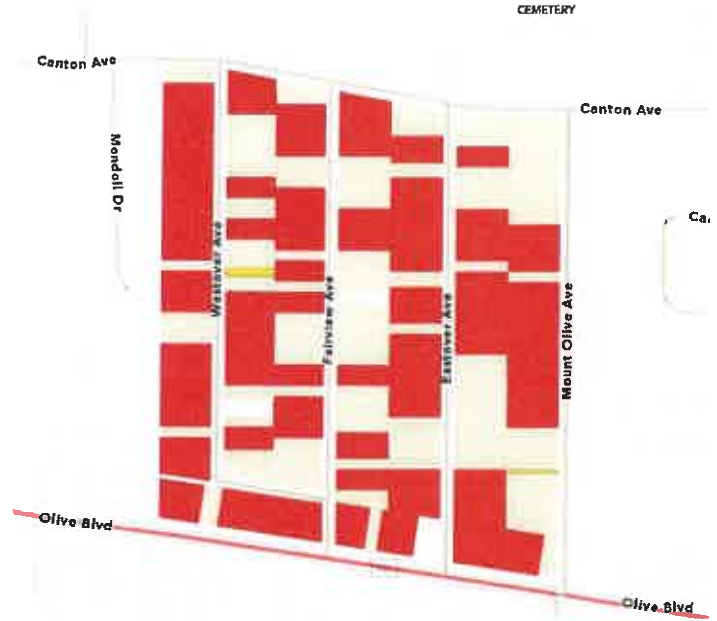 CEMETERY
Canton Ave
Canton Ave
Mondoll Dr
Westover Ave
Fairview Ave
Eastover Ave
Mount Olive Ave
Olive Blvd
Olive Blvd